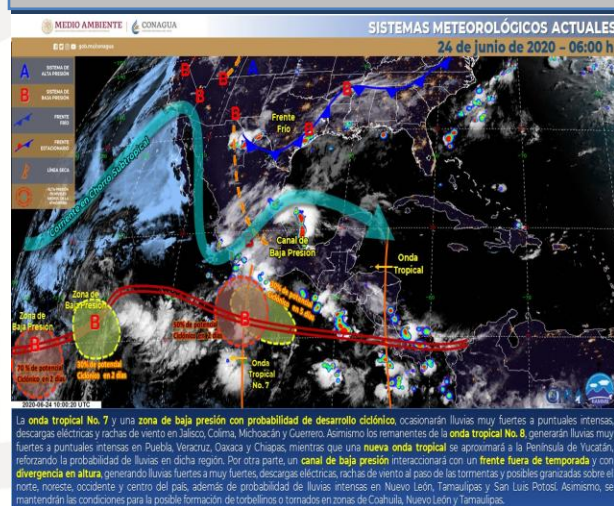 MEDIO AMBIENTE
CONAGUA
SISTEMAS METEOROLÓGICOS ACTUALES
24 de junio de 2020 – 06:00 h
gob.mx/conagua
A SISTEMA DE
ALTA PRESIÓN
B SISTEMA DE
BAJA PRESIÓN
FRENTE
FRÍO
FRENTE
ESTACIONARIO
LÍNEA SECA
B
B
A
B
B
B
B
Frente
Frío
Corriente en Chorro Subtropical
Canal de
Baja Presión
Onda
Tropical
Zona de
Baja Presión
Zona de
Baja Presión
B
B
B
70 % de potencial
Ciclónico en 2 días
30% de potencial
Ciclónico en 2 días
Onda
Tropical
No. 7
2020-06-24 10:00:20 UTC
La onda tropical No. 7 y una zona de baja presión con probabilidad de desarrollo ciclónico, ocasionarán lluvias muy fuertes a puntuales intensas,
descargas eléctricas y rachas de viento en Jalisco, Colima, Michoacán y Guerrero. Asimismo los remanentes de la onda tropical No. 8, generarán lluvias muy
fuertes a puntuales intensas en Puebla, Veracruz, Oaxaca y Chiapas, mientras que una nueva onda tropical se aproximará a la Península de Yucatán,
reforzando la probabilidad de lluvias en dicha región. Por otra parte, un canal de baja presión interaccionará con un frente fuera de temporada y con
divergencia en altura, generando lluvias fuertes a muy fuertes, descargas eléctricas, rachas de viento al paso de las tormentas y posibles granizadas sobre el
norte, noreste, occidente y centro del país, además de probabilidad de lluvias intensas en Nuevo León, Tamaulipas y San Luis Potosí. Asimismo, se
mantendrán las condiciones para la posible formación de torbellinos o tornados en zonas de Coahuila, Nuevo León y Tamaulipas.